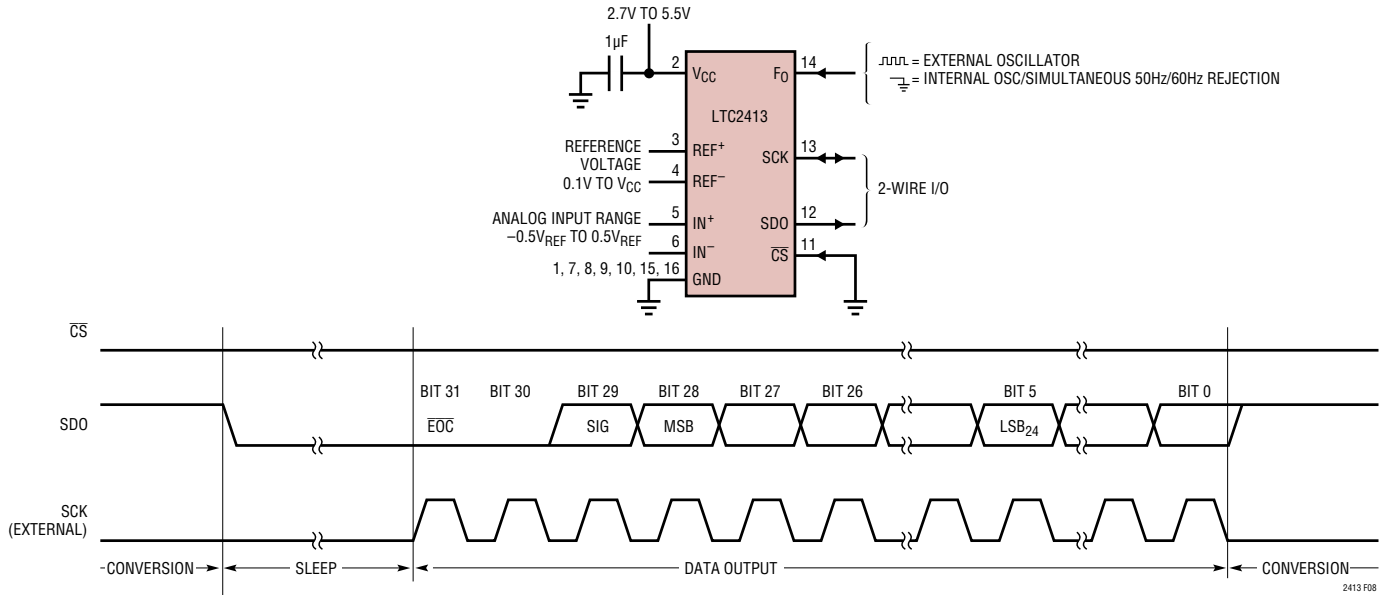 2.7V TO 5.5V
1µF
2
VCC
FO
14
= EXTERNAL OSCILLATOR
= INTERNAL OSC/SIMULTANEOUS 50Hz/60Hz REJECTION
LTC2413
REFERENCE
VOLTAGE
0.1V TO VCC
3
REF+
4
REF–
SCK
13
2-WIRE I/O
ANALOG INPUT RANGE
–0.5VREF TO 0.5VREF
5
IN+
6
IN–
SDO
12
CS
11
1, 7, 8, 9, 10, 15, 16
GND
CS
BIT 31
BIT 30
BIT 29
BIT 28
BIT 27
BIT 26
BIT 5
BIT 0
SDO
EOC
SIG
MSB
LSB24
SCK
(EXTERNAL)
CONVERSION
SLEEP
DATA OUTPUT
CONVERSION
2413 F08